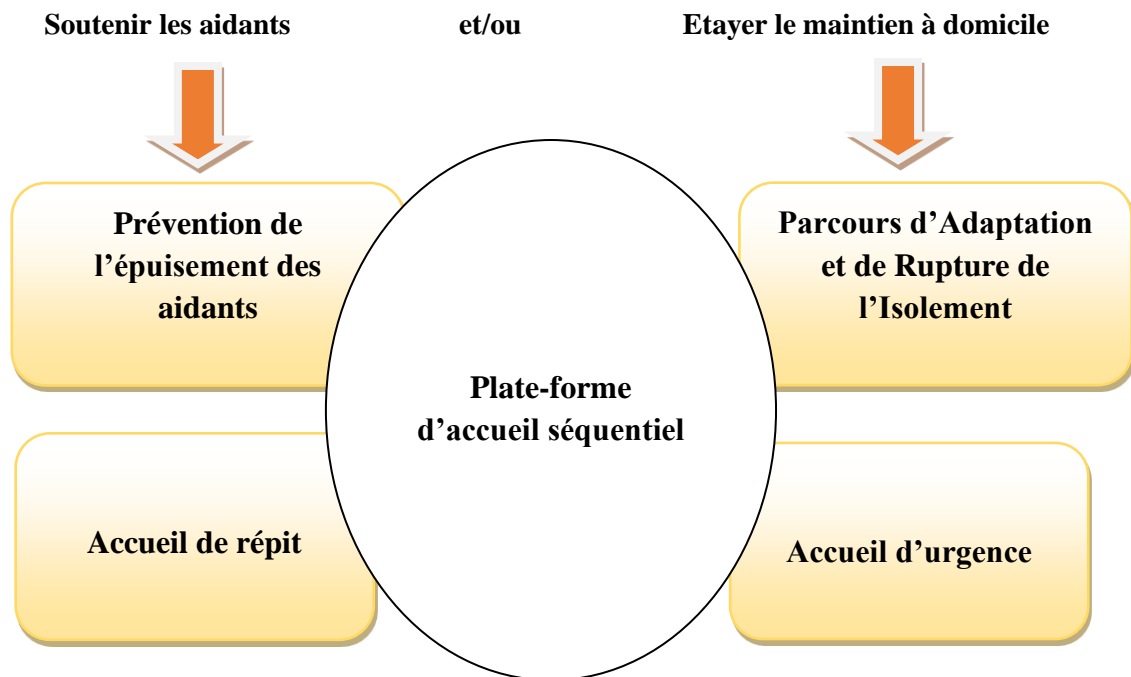 Soutenir les aidants et/ou Etayer le maintien à domicile
Prévention de
l’épuisement des
aidants
Parcours d’Adaptation
et de Rupture de
l’Isolement
Plate-forme
d’accueil séquentiel
Accueil de répit
Accueil d’urgence